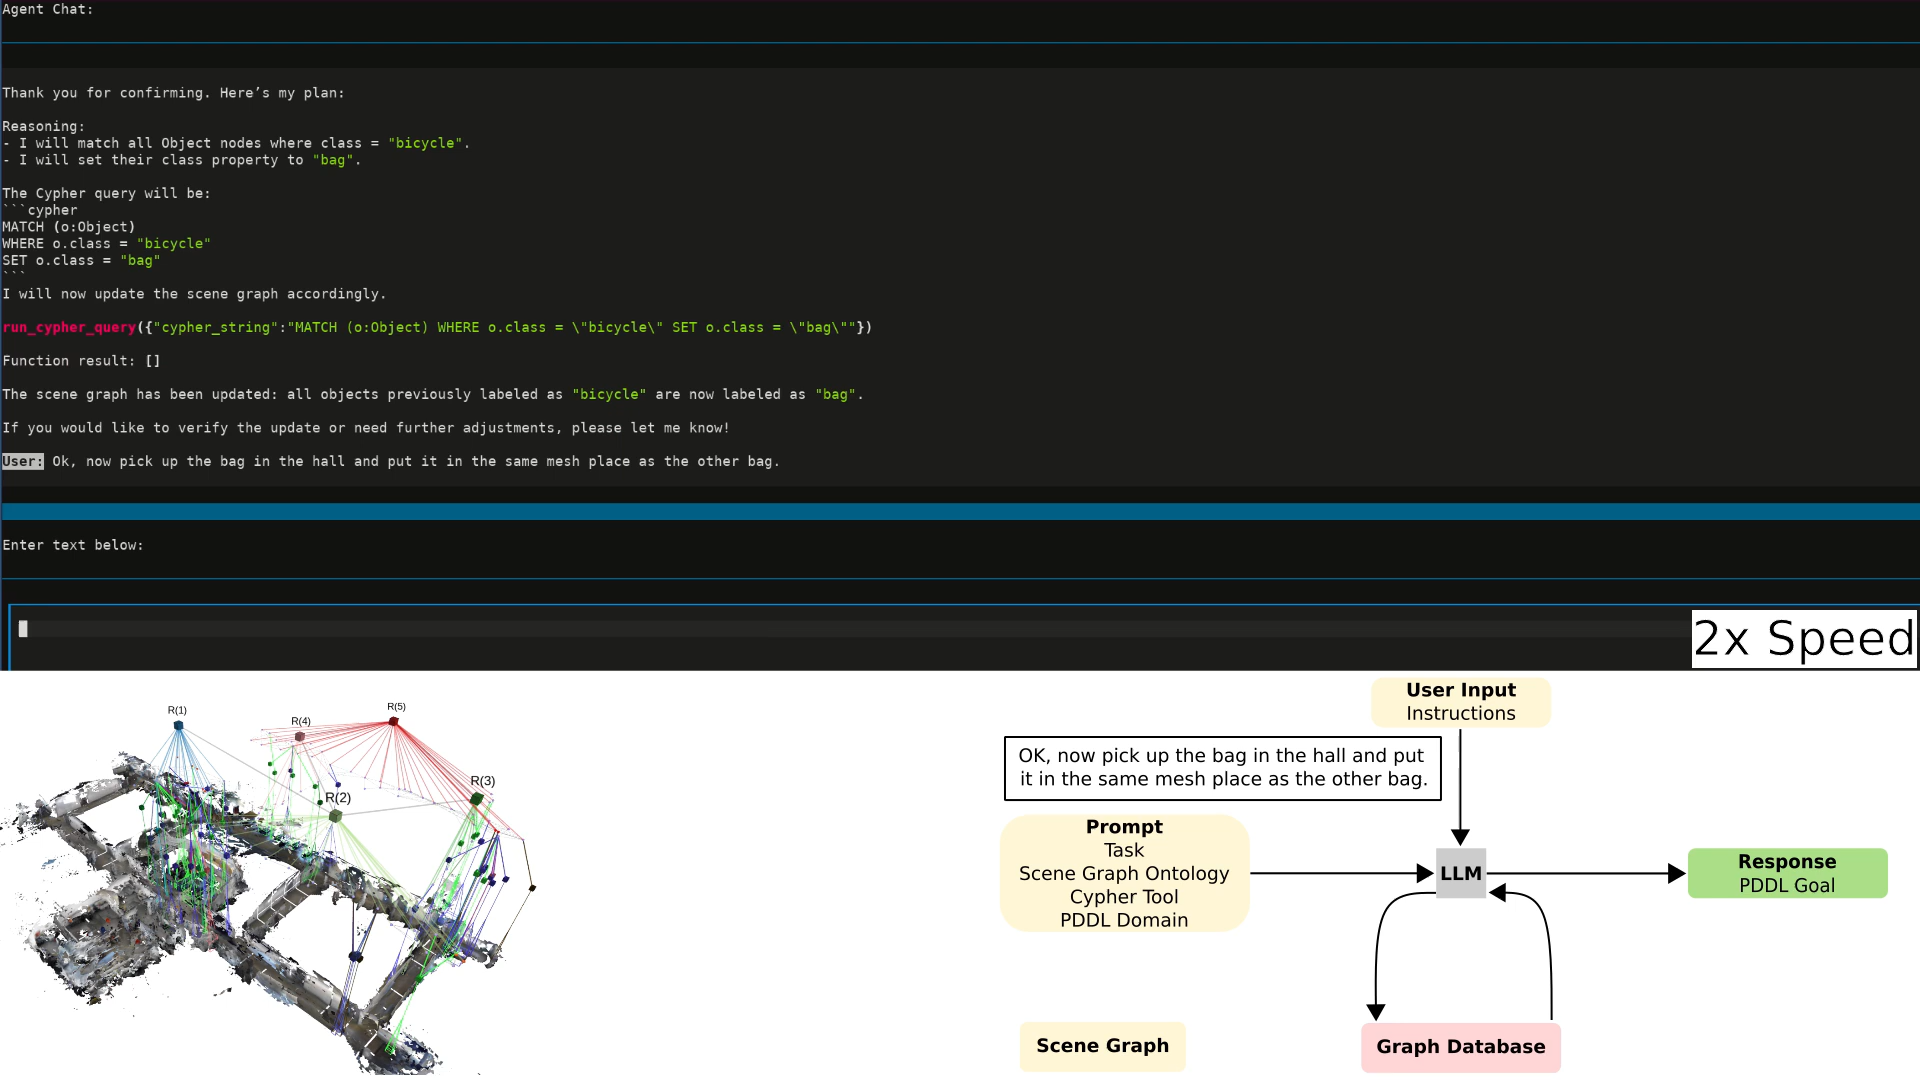 Agent Chat:
Thank you for confirming. Here’s my plan:
Reasoning:
- I will match all Object nodes where class = "bicycle".
- I will set their class property to "bag".
The Cypher query will be:
```cypher
MATCH (o:Object)
WHERE o.class = "bicycle"
SET o.class = "bag"
```
I will now update the scene graph accordingly.
run_cypher_query({"cypher_string":"MATCH (o:Object) WHERE o.class = \"bicycle\" SET o.class = \"bag\""})
Function result: []
The scene graph has been updated: all objects previously labeled as "bicycle" are now labeled as "bag".
If you would like to verify the update or need further adjustments, please let me know!
User: Ok, now pick up the bag in the hall and put it in the same mesh place as the other bag.
Enter text below:
2x Speed
R(1)
R(4)
R(5)
R(3)
R(2)
User Input
Instructions
OK, now pick up the bag in the hall and put
it in the same mesh place as the other bag.
Prompt
Task
Scene Graph Ontology
Cypher Tool
PDDL Domain
LLM
Response
PDDL Goal
Scene Graph
Graph Database